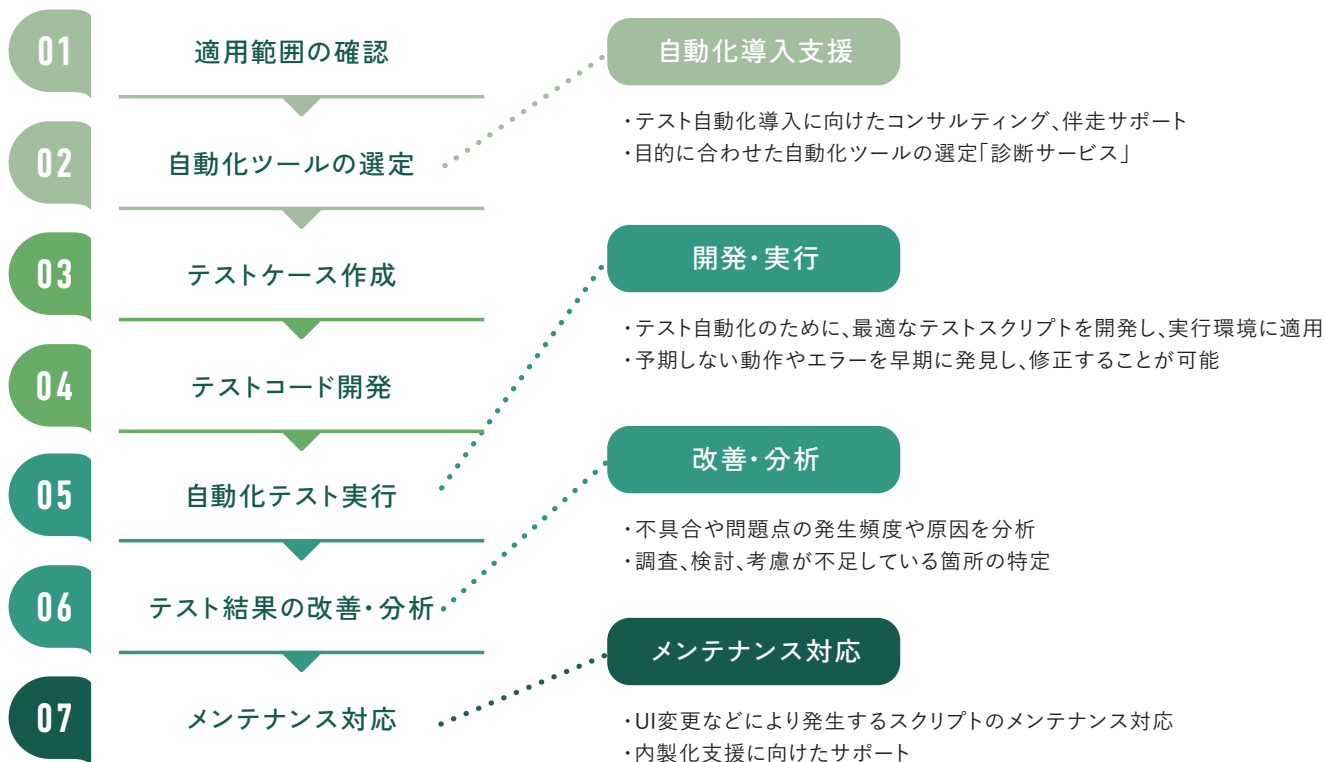 01
適用範囲の確認
02
自動化ツールの選定
03
テストケース作成
04
テストコード開発
05
自動化テスト実行
06
テスト結果の改善・分析
07
メンテナンス対応
自動化導入支援
・テスト自動化導入に向けたコンサルティング、伴走サポート
・目的に合わせた自動化ツールの選定「診断サービス」
開発・実行
・テスト自動化のために、最適なテストスクリプトを開発し、実行環境に適用
・予期しない動作やエラーを早期に発見し、修正することが可能
改善・分析
・不具合や問題点の発生頻度や原因を分析
・調査、検討、考慮が不足している箇所の特定
メンテナンス対応
・UI変更などにより発生するスクリプトのメンテナンス対応
・内製化支援に向けたサポート